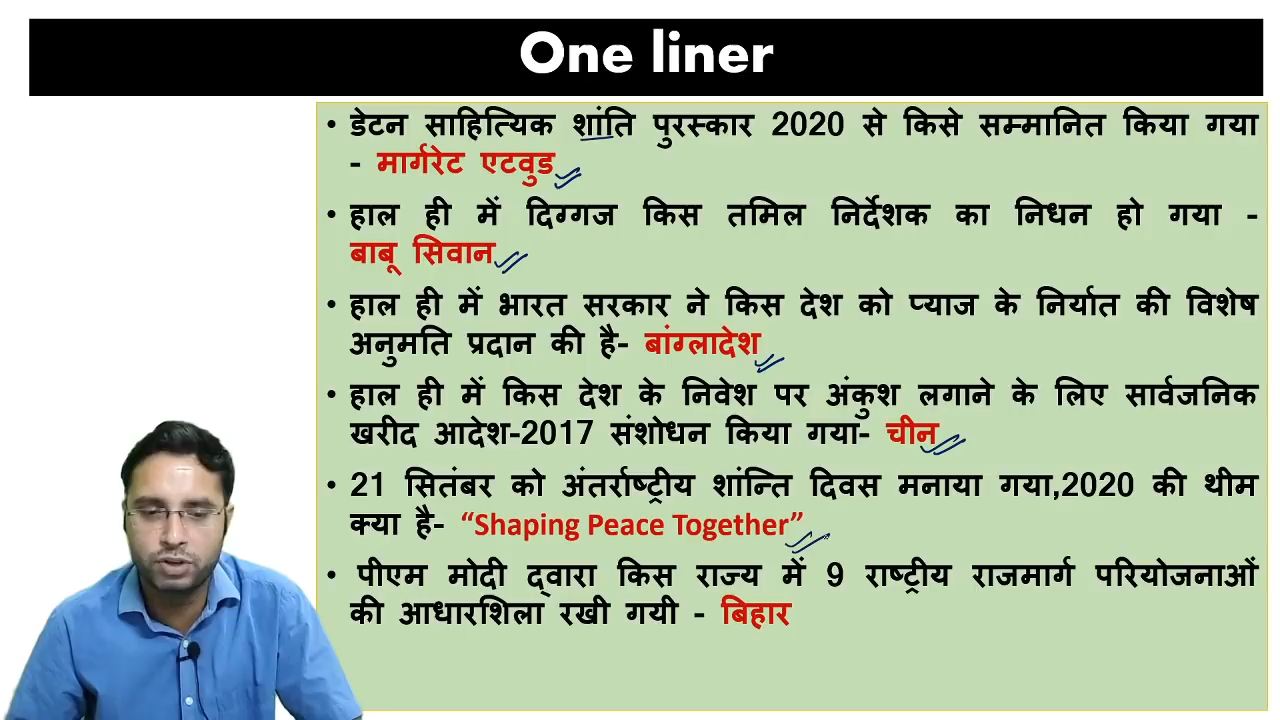 One liner
• डेटन साहित्यिक शांति पुरस्कार 2020 से किसे सम्मानित किया गया
- मार्गरेट एटवुड
• हाल ही में दिग्गज किस तमिल निर्देशक का निधन हो गया -
बाबू सिवान
• हाल ही में भारत सरकार ने किस देश को प्याज के निर्यात की विशेष
अनुमति प्रदान की है- बांग्लादेश
• हाल ही में किस देश के निवेश पर अंकुश लगाने के लिए सार्वजनिक
खरीद आदेश-2017 संशोधन किया गया- चीन
• 21 सितंबर को अंतर्राष्ट्रीय शांन्ति दिवस मनाया गया,2020 की थीम
क्या है- “Shaping Peace Together”
• पीएम मोदी द्वारा किस राज्य में 9 राष्ट्रीय राजमार्ग परियोजनाओं
की आधारशिला रखी गयी - बिहार